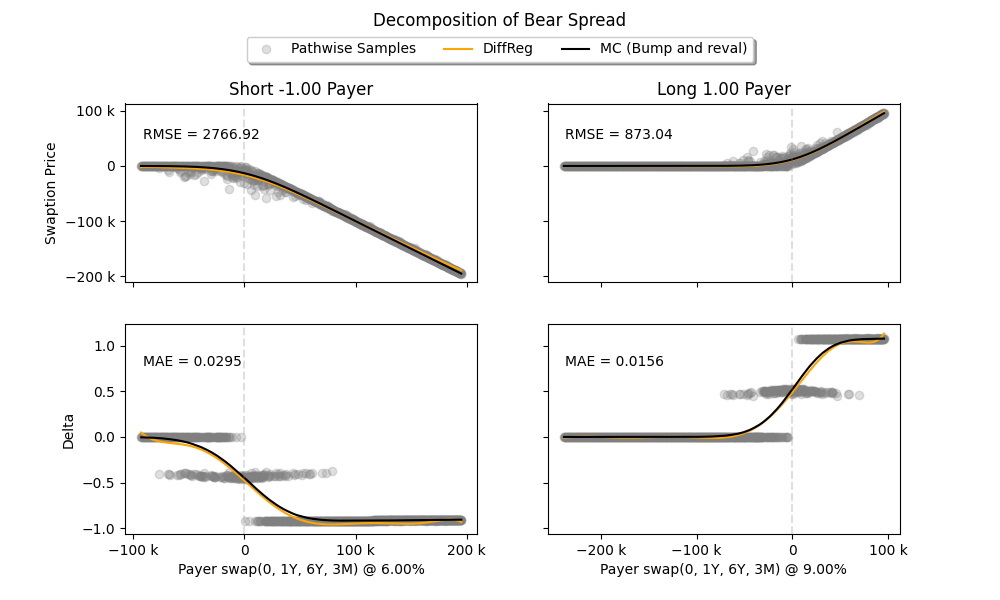 Decomposition of Bear Spread
Pathwise Samples DiffReg MC (Bump and reval)
Short -1.00 Payer
Long 1.00 Payer
Swaption Price
100 k
0
−100 k
−200 k
RMSE = 2766.92
RMSE = 873.04
Delta
1.0
0.5
0.0
−0.5
−1.0
MAE = 0.0295
MAE = 0.0156
−100 k 0 100 k 200 k
Payer swap(0, 1Y, 6Y, 3M) @ 6.00%
−200 k −100 k 0 100 k
Payer swap(0, 1Y, 6Y, 3M) @ 9.00%